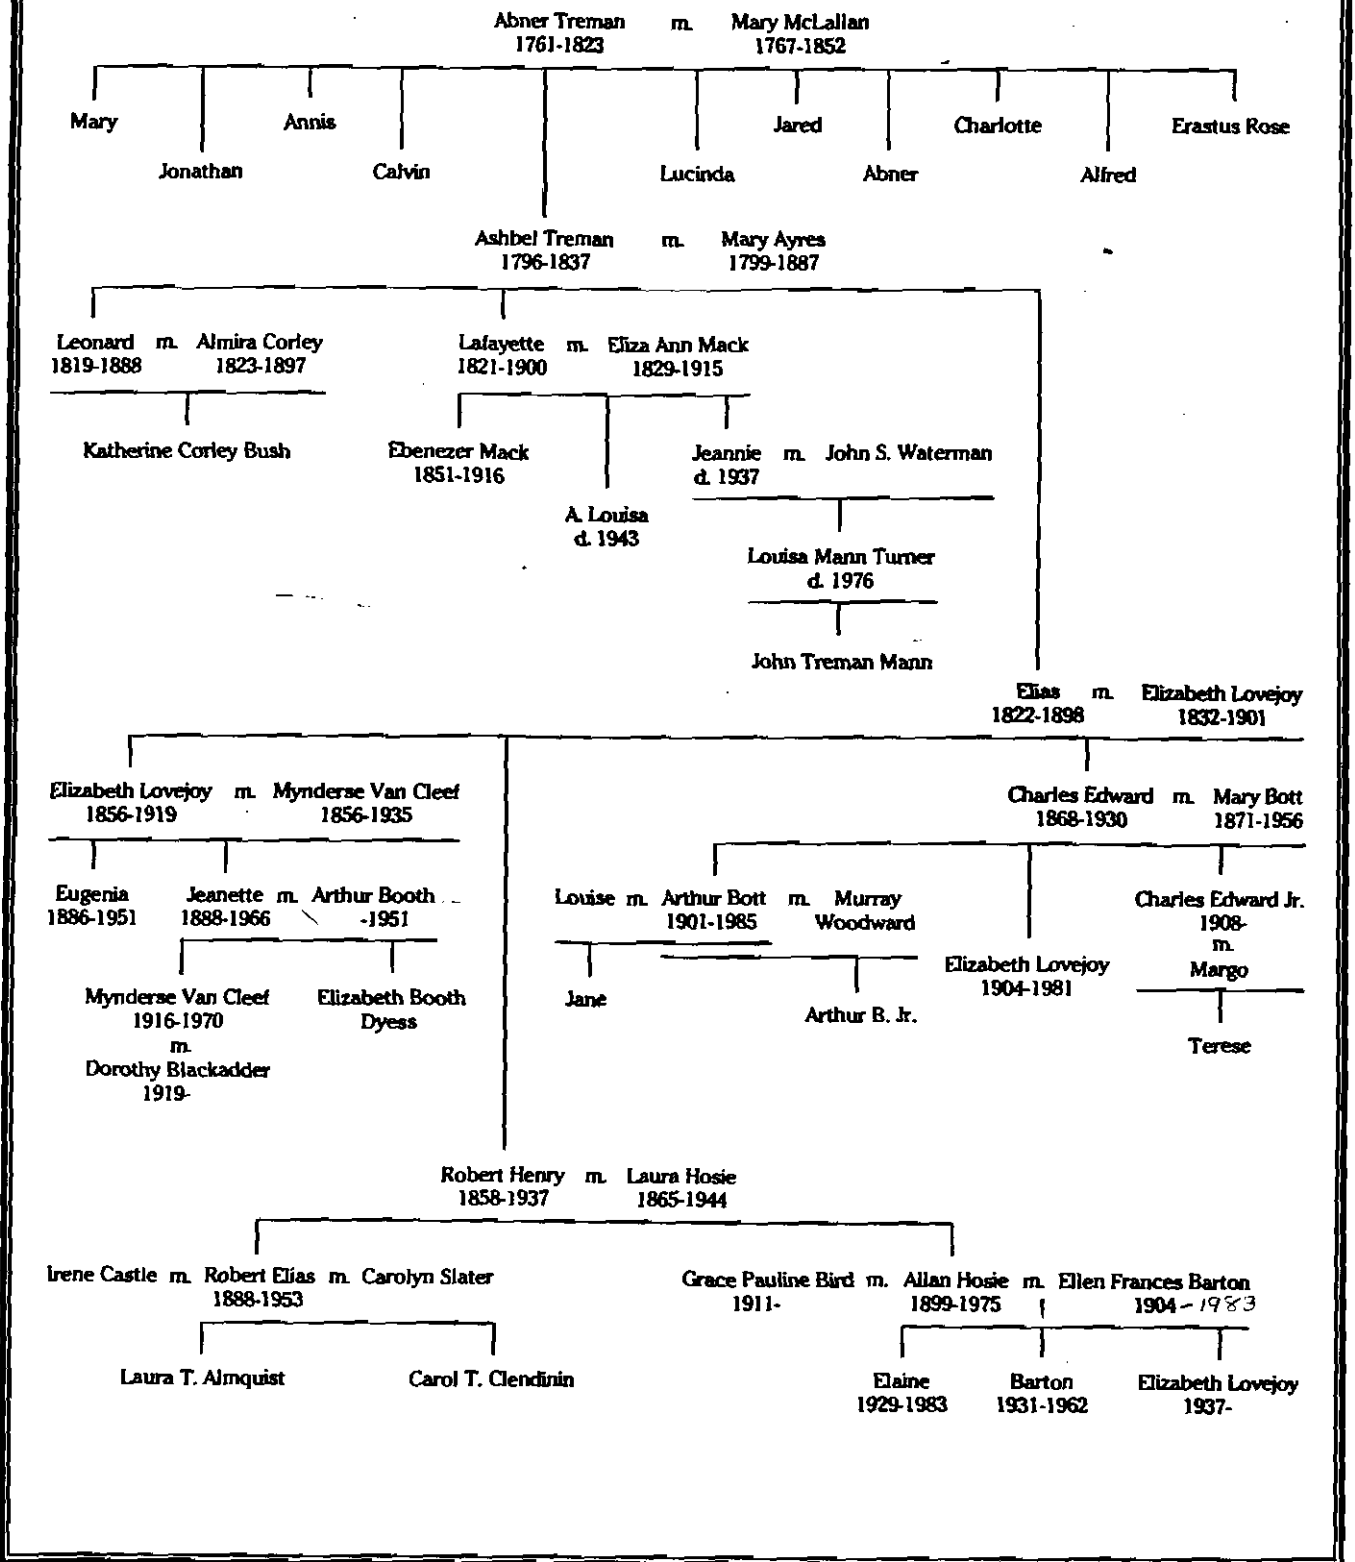 Abner Treman m. Mary McLallan
1761-1823 1767-1852
Mary Annis Jared Charlotte Erastus Rose
Jonathan Calvin Lucinda Abner Alfred
Ashbel Treman m. Mary Ayres
1796-1837 1799-1887
Leonard m. Almira Corley Lafayette m. Eliza Ann Mack
1819-1888 1823-1897 1821-1900 1829-1915
Katherine Corley Bush Ebenezer Mack Jeannie m. John S. Waterman
1851-1916 d. 1937
A. Louisa
d. 1943
Louisa Mann Turner
d. 1976
John Treman Mann
Elias m. Elizabeth Lovejoy
1822-1898 1832-1901
Elizabeth Lovejoy m. Mynderse Van Cleef Charles Edward m. Mary Bott
1856-1919 1856-1935 1868-1930 1871-1956
Eugenia Jeanette m. Arthur Booth Louise m. Arthur Bott m. Murray Charles Edward Jr.
1886-1951 1888-1966 -1951 1901-1985 Woodward 1908-
m.
Elizabeth Lovejoy Margo
1904-1981
Mynderse Van Cleef Elizabeth Booth Jane
1916-1970 Dyess Arthur B. Jr.
m. Terese
Dorothy Blackadder
1919-
Robert Henry m. Laura Hosie
1858-1937 1865-1944
Irene Castle m. Robert Elias m. Carolyn Slater Grace Pauline Bird m. Allan Hosie m. Ellen Frances Barton
1888-1953 1911- 1899-1975 1904-1983
Laura T. Almquist Carol T. Clendinin Elaine Barton Elizabeth Lovejoy
1929-1983 1931-1962 1937-